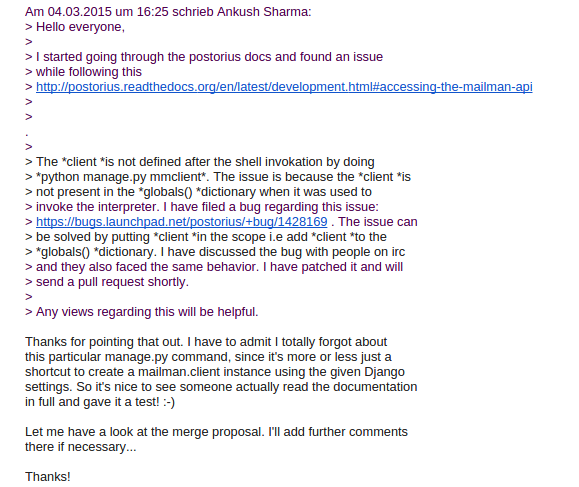 Am 04.03.2015 um 16:25 schrieb Ankush Sharma:
> Hello everyone,
>
> I started going through the postorius docs and found an issue
> while following this
> http://postorius.readthedocs.org/en/latest/development.html#accessing-the-mailman-api
>
>
.
>
> The *client *is not defined after the shell invokation by doing
> *python manage.py mmclient*. The issue is because the *client *is
> not present in the *globals() *dictionary when it was used to
> invoke the interpreter. I have filed a bug regarding this issue:
> https://bugs.launchpad.net/postorius/+bug/1428169 . The issue can
> be solved by putting *client *in the scope i.e add *client *to the
> *globals() *dictionary. I have discussed the bug with people on irc
> and they also faced the same behavior. I have patched it and will
> send a pull request shortly.
>
> Any views regarding this will be helpful.

Thanks for pointing that out. I have to admit I totally forgot about
this particular manage.py command, since it's more or less just a
shortcut to create a mailman.client instance using the given Django
settings. So it's nice to see someone actually read the documentation
in full and gave it a test! :-)

Let me have a look at the merge proposal. I'll add further comments
there if necessary...

Thanks!